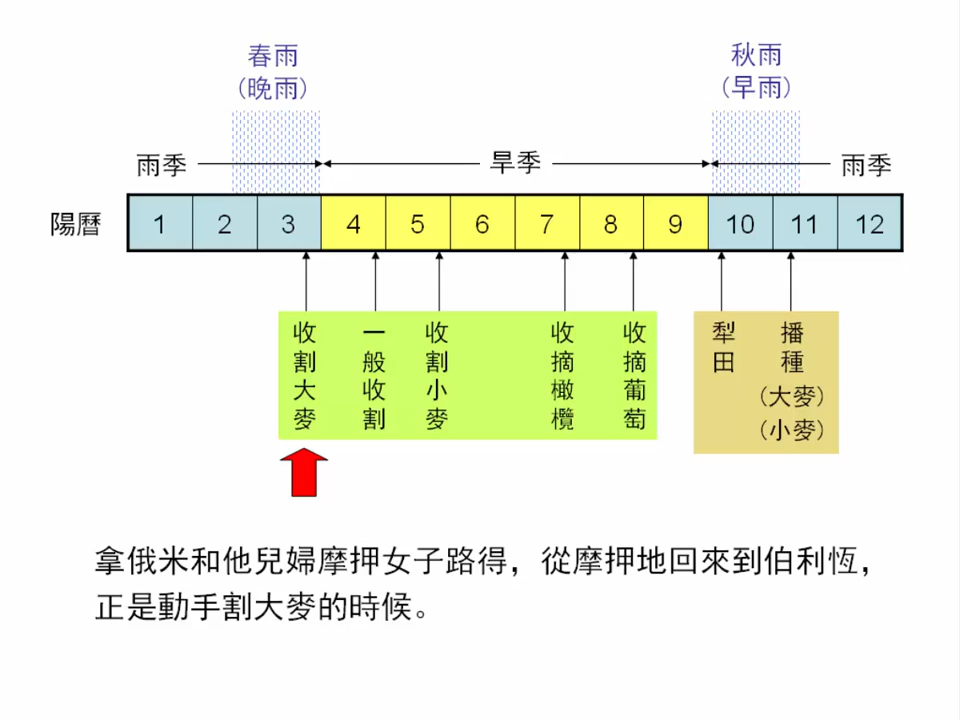 春雨
(晚雨)
秋雨
(早雨)
雨季
旱季
雨季
陽曆
1 2 3 4 5 6 7 8 9 10 11 12
收割大麥
一般收割
收割小麥
收摘橄欖
收摘葡萄
犁田
播種
(大麥)
(小麥)
拿俄米和他兒婦摩押女子路得，從摩押地回來到伯利恆，
正是動手割大麥的時候。